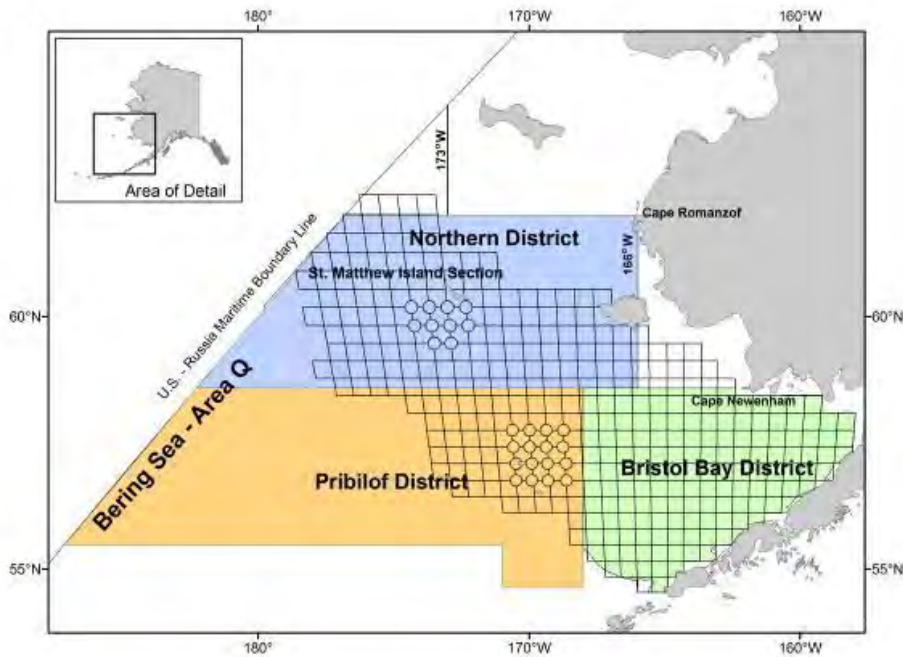 180°
170°W
160°W
Area of Detail
173°W
Cape Romanzof
Northern District
166°W
St. Matthew Island Section
U.S. - Russia Maritime Boundary Line
60°N
60°N
Bering Sea - Area Q
Cape Newenham
Pribilof District
Bristol Bay District
55°N
55°N
180°
170°W
160°W